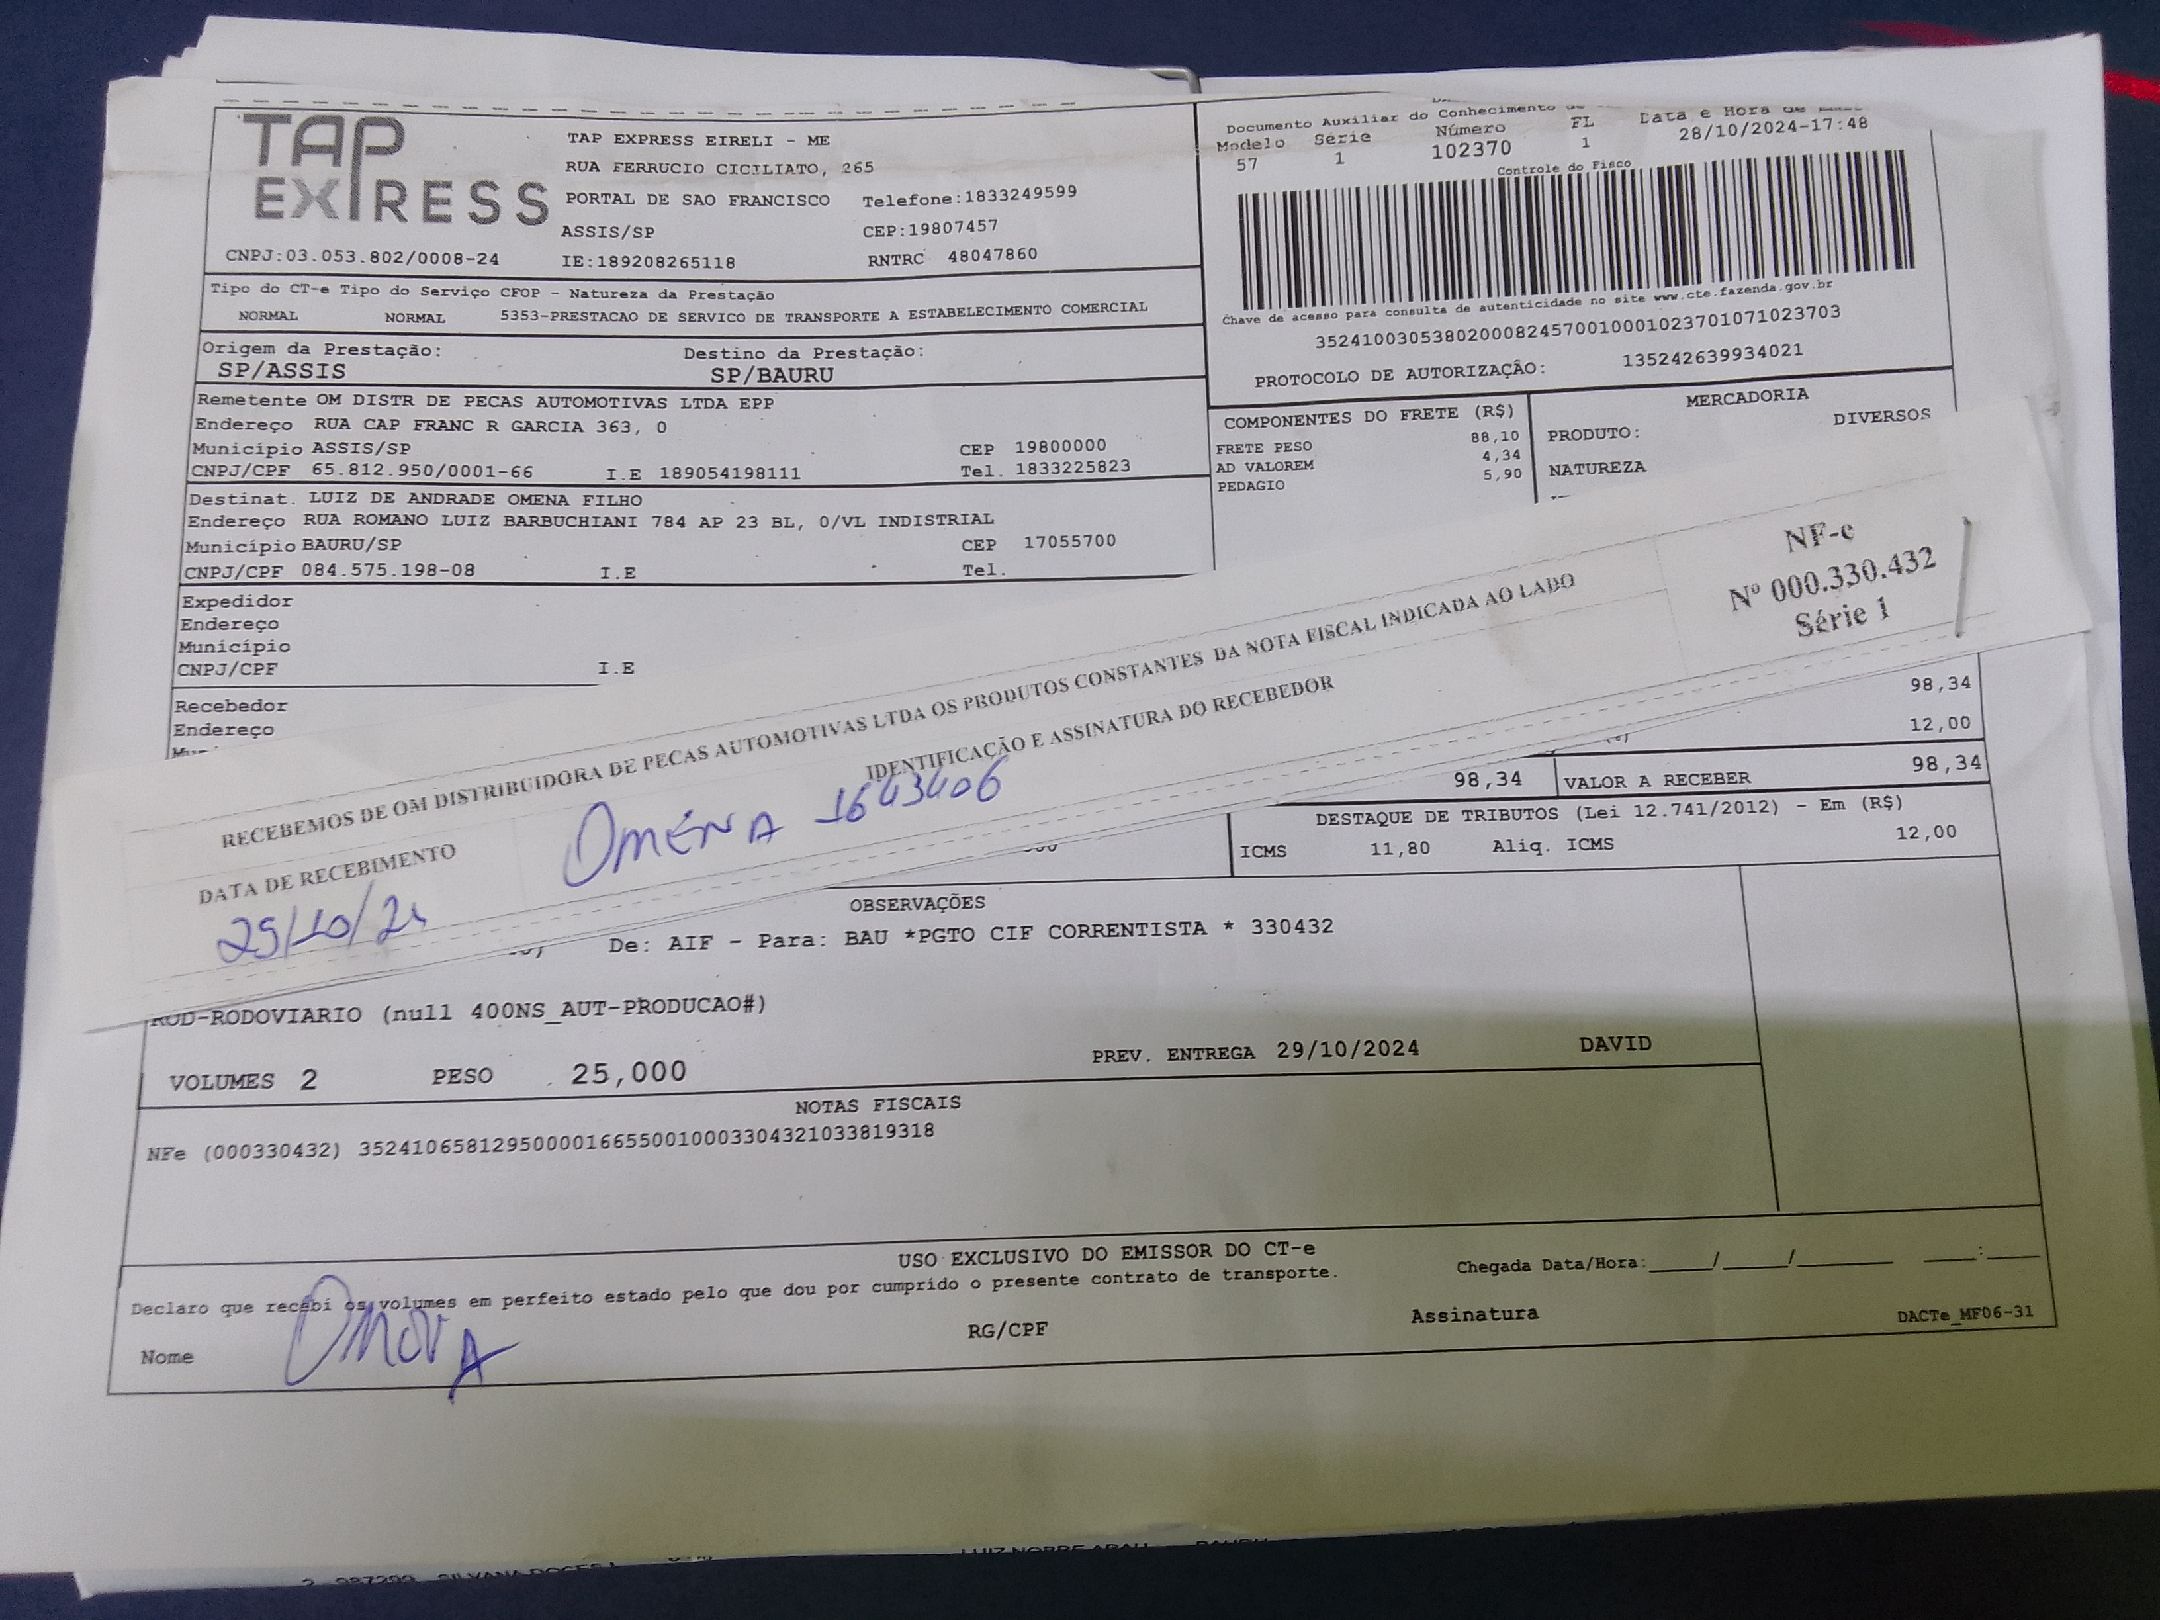 TAP EXPRESS
TAP EXPRESS EIRELI - ME
RUA FERRUCIO CICILIATO, 265
PORTAL DE SAO FRANCISCO Telefone:1833249599
ASSIS/SP CEP:19807457
CNPJ:03.053.802/0008-24 IE:189208265118 RNTRC 48047860
Documento Auxiliar do Conhecimento
Modelo Série Número FL Data e Hora de
57 1 102370 1 28/10/2024-17:48
Controle do Fisco
Chave de acesso para consulta de autenticidade no site www.cte.fazenda.gov.br
35241003053802000824570010001023701071023703
PROTOCOLO DE AUTORIZAÇÃO: 135242639934021
Tipo do CT-e Tipo do Serviço CFOP - Natureza da Prestação
NORMAL NORMAL 5353-PRESTACAO DE SERVICO DE TRANSPORTE A ESTABELECIMENTO COMERCIAL
Origem da Prestação: Destino da Prestação:
SP/ASSIS SP/BAURU
Remetente OM DISTR DE PECAS AUTOMOTIVAS LTDA EPP
Endereço RUA CAP FRANC R GARCIA 363, 0
Município ASSIS/SP CEP 19800000
CNPJ/CPF 65.812.950/0001-66 I.E 189054198111 Tel. 1833225823
Destinat. LUIZ DE ANDRADE OMENA FILHO
Endereço RUA ROMANO LUIZ BARBUCHIANI 784 AP 23 BL, 0/VL INDISTRIAL
Município BAURU/SP CEP 17055700
CNPJ/CPF 084.575.198-08 I.E Tel.
Expedidor
Endereço
Município
CNPJ/CPF I.E
Recebedor
Endereço
COMPONENTES DO FRETE (R$)
FRETE PESO 88,10
AD VALOREM 4,34
PEDAGIO 5,90
MERCADORIA
PRODUTO: DIVERSOS
NATUREZA
NF-e
Nº 000.330.432
Série 1
RECEBEMOS DE OM DISTRIBUIDORA DE PECAS AUTOMOTIVAS LTDA OS PRODUTOS CONSTANTES DA NOTA FISCAL INDICADA AO LADO
DATA DE RECEBIMENTO IDENTIFICAÇÃO E ASSINATURA DO RECEBEDOR
29/10/24 OMENA 1643406
98,34
12,00
98,34 VALOR A RECEBER 98,34
DESTAQUE DE TRIBUTOS (Lei 12.741/2012) - Em (R$)
ICMS 11,80 Aliq. ICMS 12,00
OBSERVAÇÕES
De: AIF - Para: BAU *PGTO CIF CORRENTISTA * 330432
ROD-RODOVIARIO (null 400NS_AUT-PRODUCAO#)
VOLUMES 2 PESO 25,000 PREV. ENTREGA 29/10/2024 DAVID
NOTAS FISCAIS
NFe (000330432) 35241065812950000166550010003304321033819318
USO EXCLUSIVO DO EMISSOR DO CT-e
Declaro que recebi os volumes em perfeito estado pelo que dou por cumprido o presente contrato de transporte. Chegada Data/Hora:_____/_____/________ ____:____
Nome OMENA RG/CPF Assinatura DACTe_MF06-31